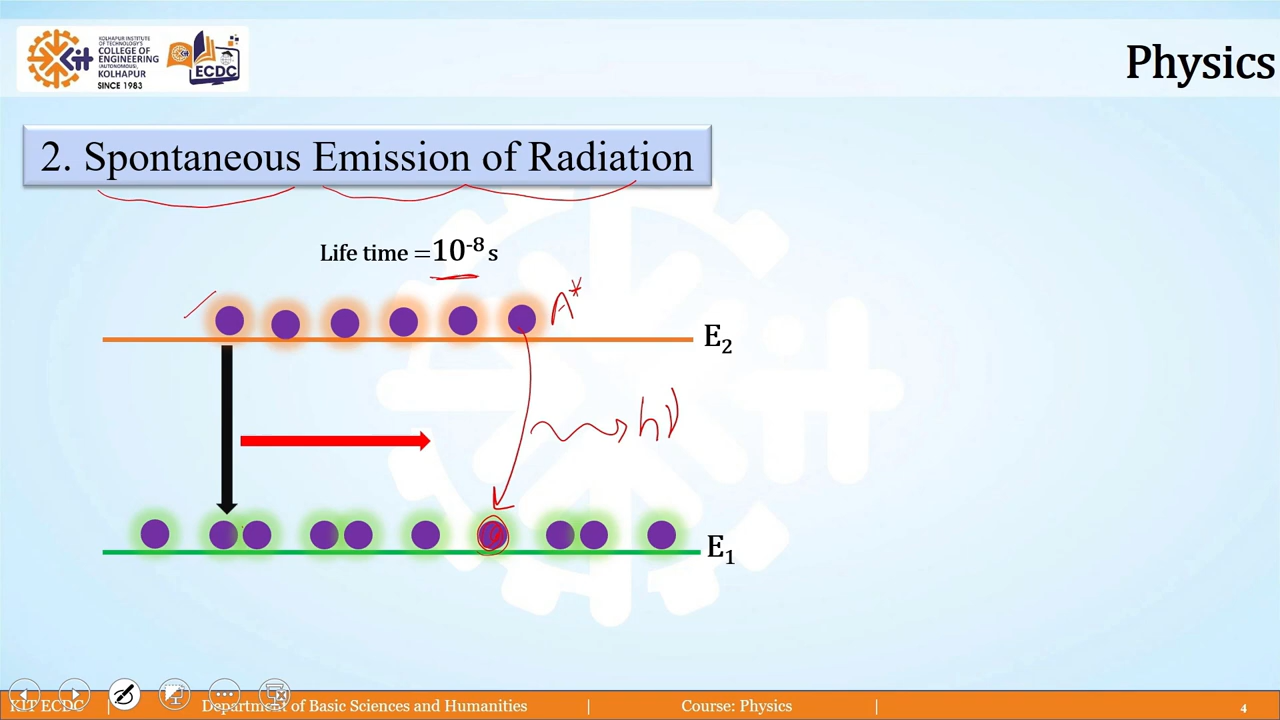 KOLHAPUR INSTITUTE
OF TECHNOLOGY'S
COLLEGE OF
ENGINEERING
(AUTONOMOUS),
KOLHAPUR
SINCE 1983
Kit
ECDC
Physics
2. Spontaneous Emission of Radiation
Life time =10⁻⁸ s
A*
E₂
hν
E₁
KIT ECDC | Department of Basic Sciences and Humanities | Course: Physics | 4